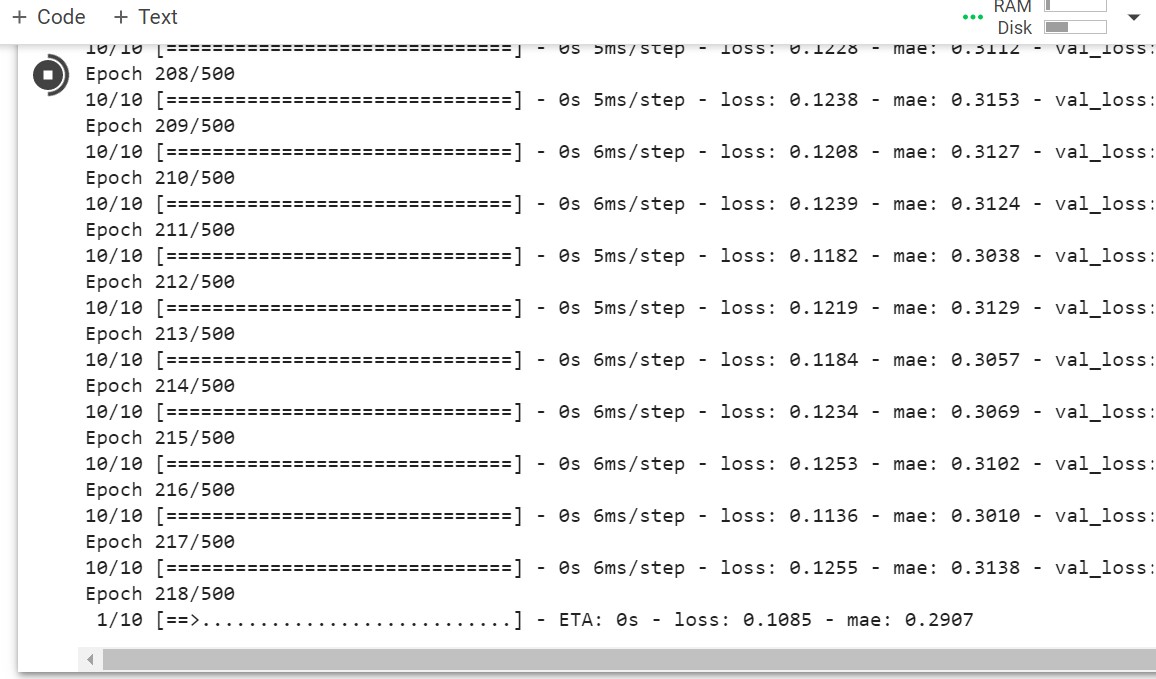 + Code + Text
RAM
Disk
10/10 [==============================] - 0s 5ms/step - loss: 0.1228 - mae: 0.3112 - val_loss:
Epoch 208/500
10/10 [==============================] - 0s 5ms/step - loss: 0.1238 - mae: 0.3153 - val_loss:
Epoch 209/500
10/10 [==============================] - 0s 6ms/step - loss: 0.1208 - mae: 0.3127 - val_loss:
Epoch 210/500
10/10 [==============================] - 0s 6ms/step - loss: 0.1239 - mae: 0.3124 - val_loss:
Epoch 211/500
10/10 [==============================] - 0s 5ms/step - loss: 0.1182 - mae: 0.3038 - val_loss:
Epoch 212/500
10/10 [==============================] - 0s 5ms/step - loss: 0.1219 - mae: 0.3129 - val_loss:
Epoch 213/500
10/10 [==============================] - 0s 6ms/step - loss: 0.1184 - mae: 0.3057 - val_loss:
Epoch 214/500
10/10 [==============================] - 0s 6ms/step - loss: 0.1234 - mae: 0.3069 - val_loss:
Epoch 215/500
10/10 [==============================] - 0s 6ms/step - loss: 0.1253 - mae: 0.3102 - val_loss:
Epoch 216/500
10/10 [==============================] - 0s 6ms/step - loss: 0.1136 - mae: 0.3010 - val_loss:
Epoch 217/500
10/10 [==============================] - 0s 6ms/step - loss: 0.1255 - mae: 0.3138 - val_loss:
Epoch 218/500
1/10 [==>...........................] - ETA: 0s - loss: 0.1085 - mae: 0.2907